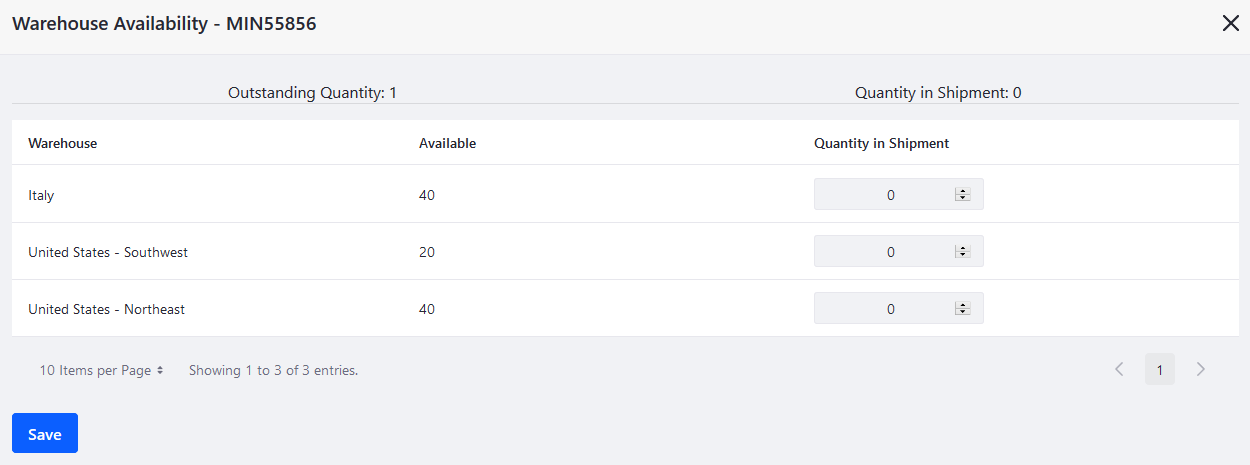 Warehouse Availability - MIN55856
Outstanding Quantity: 1 Quantity in Shipment: 0
Warehouse Available Quantity in Shipment
Italy 40 0
United States - Southwest 20 0
United States - Northeast 40 0
10 Items per Page Showing 1 to 3 of 3 entries. 1
Save